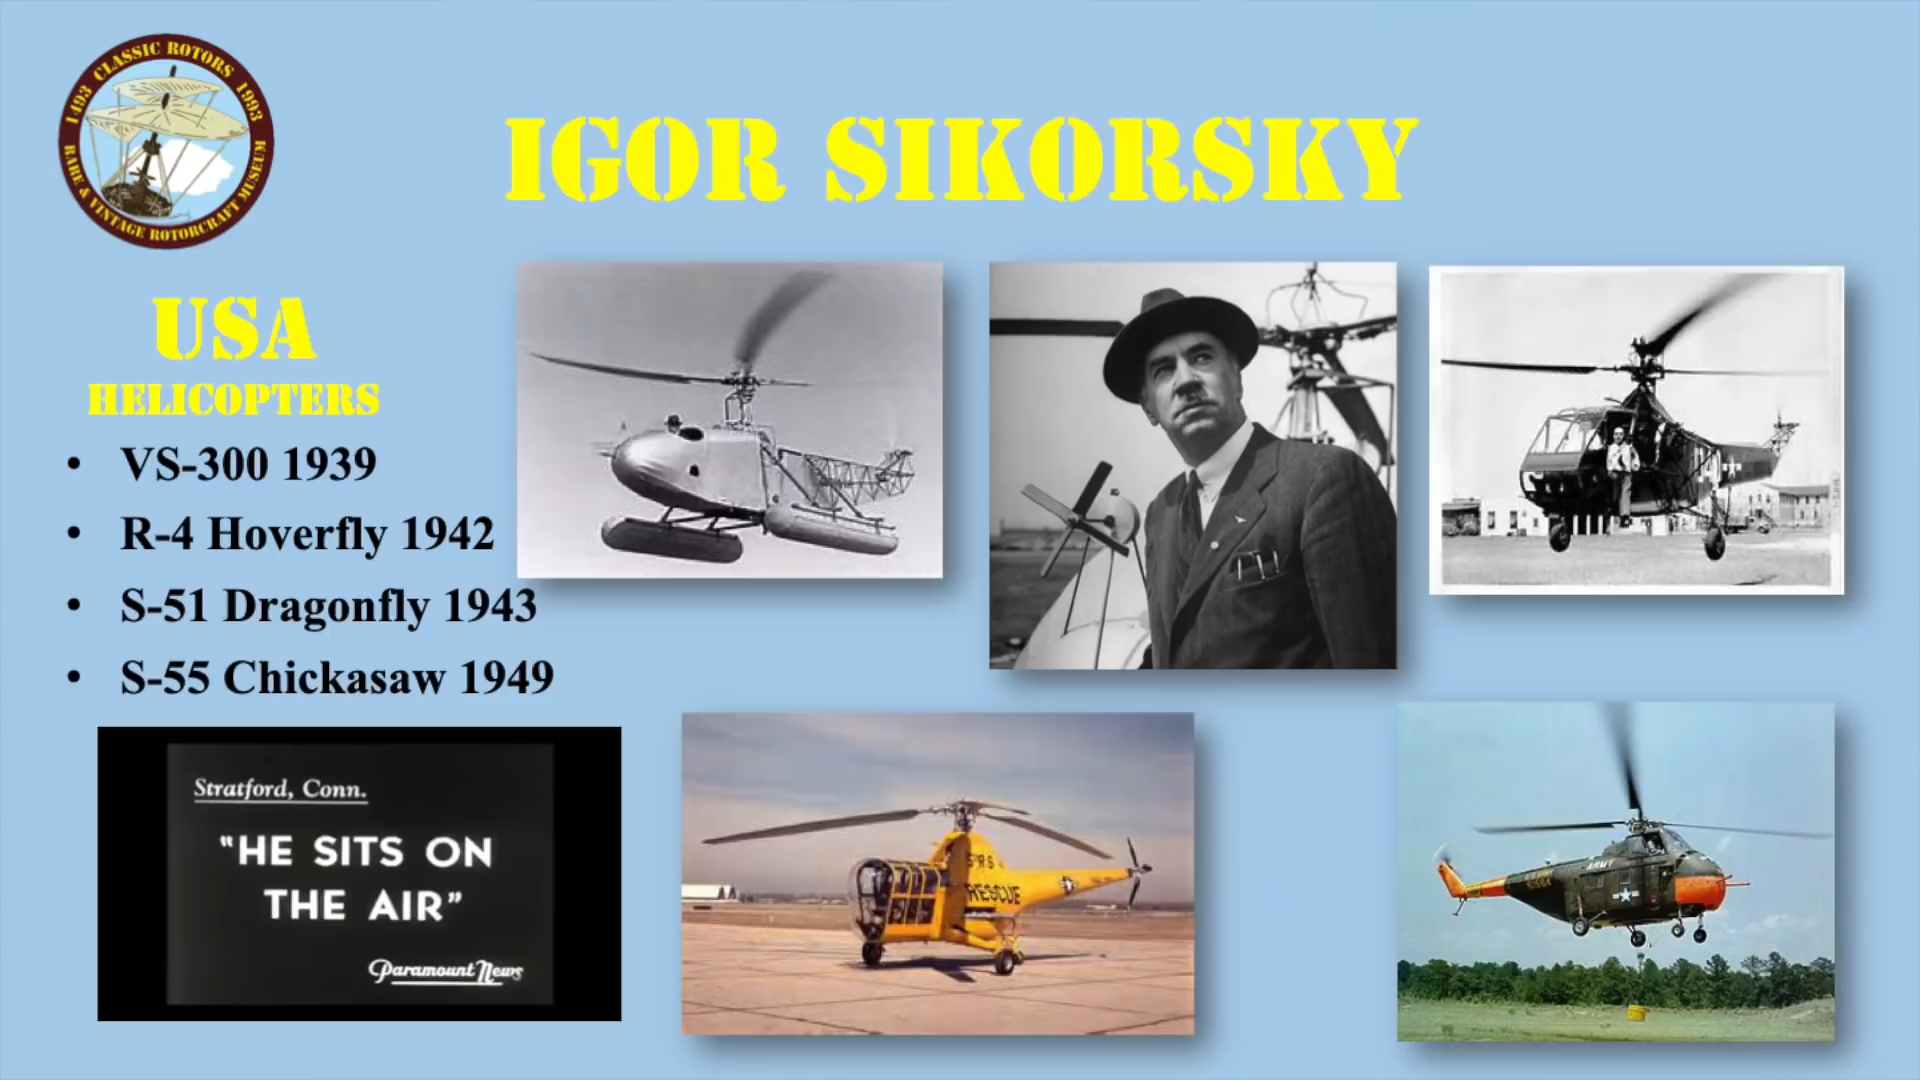 1493 CLASSIC ROTORS 1993
RARE & VINTAGE ROTORCRAFT MUSEUM
IGOR SIKORSKY
USA
HELICOPTERS
• VS-300 1939
• R-4 Hoverfly 1942
• S-51 Dragonfly 1943
• S-55 Chickasaw 1949
Stratford, Conn.
"HE SITS ON
THE AIR"
Paramount News
RESCUE
ARMY